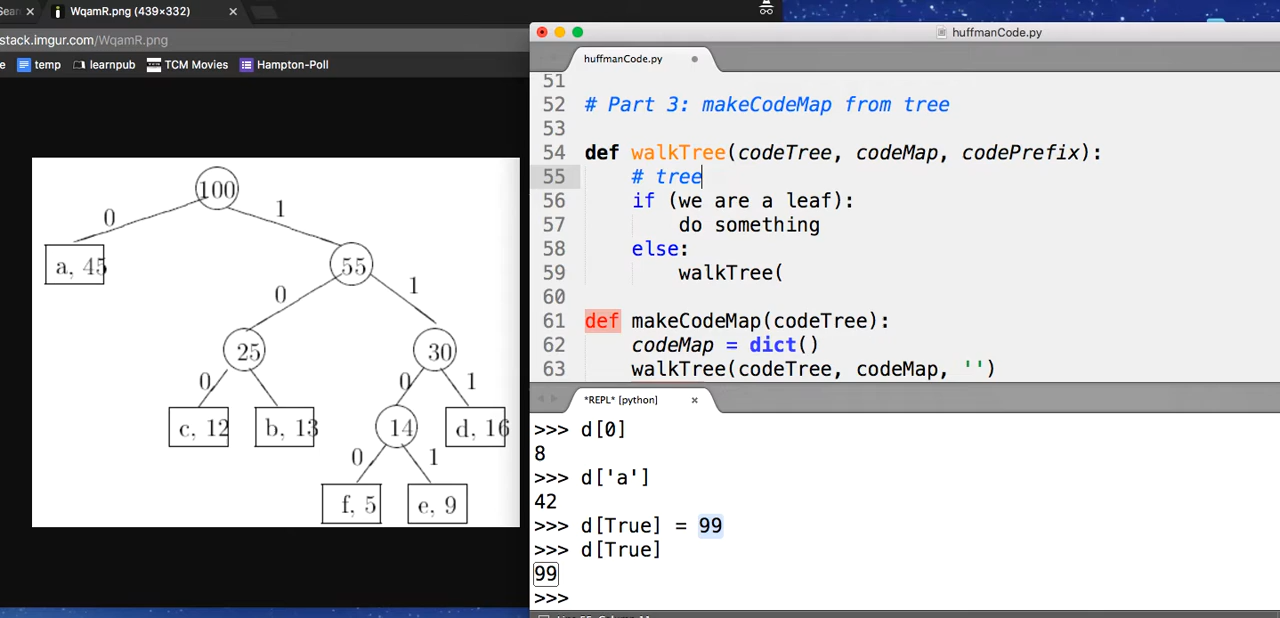 Sear
WqamR.png (439×332)
stack.imgur.com/WqamR.png
e temp learnpub TCM Movies Hampton-Poll
100
0 1
a, 45
55
0 1
25
30
0 0 1
c, 12
b, 13
14
d, 16
0 1
f, 5
e, 9
huffmanCode.py
huffmanCode.py
51
52 # Part 3: makeCodeMap from tree
53
54 def walkTree(codeTree, codeMap, codePrefix):
55 # tree
56 if (we are a leaf):
57 do something
58 else:
59 walkTree(
60
61 def makeCodeMap(codeTree):
62 codeMap = dict()
63 walkTree(codeTree, codeMap, '')
*REPL* [python]
>>> d[0]
8
>>> d['a']
42
>>> d[True] = 99
>>> d[True]
99
>>>